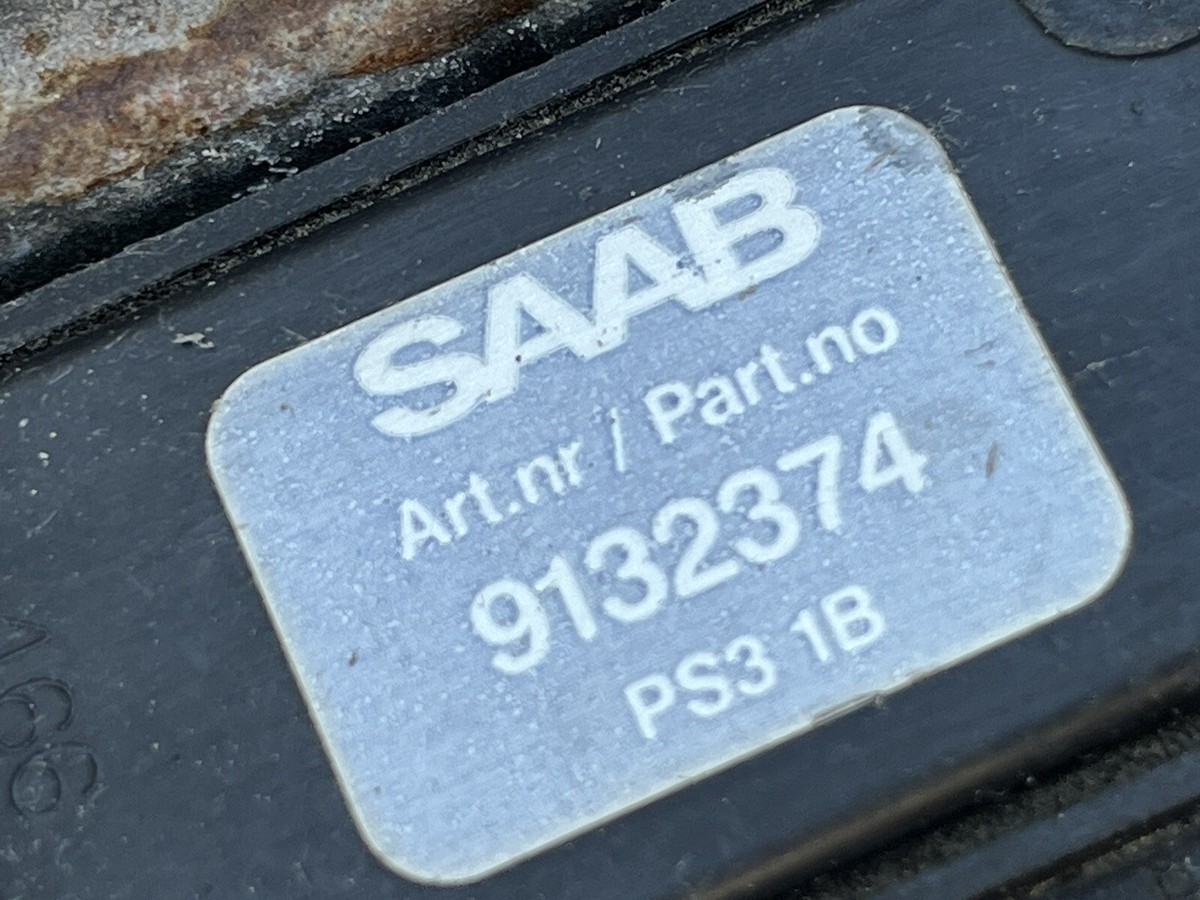 SAAB
Art.nr / Part.no
9132374
PS3 1B